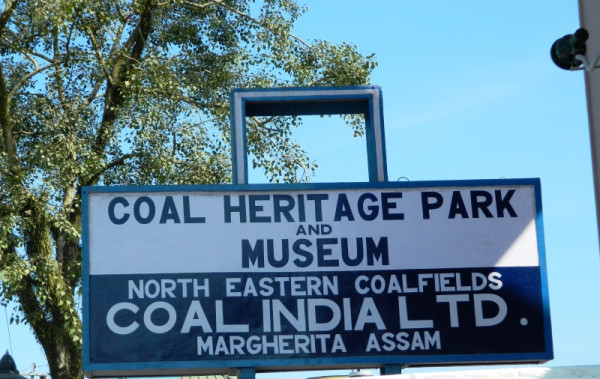 COAL HERITAGE PARK
AND
MUSEUM
NORTH EASTERN COALFIELDS
COAL INDIA LTD.
MARGHERITA ASSAM